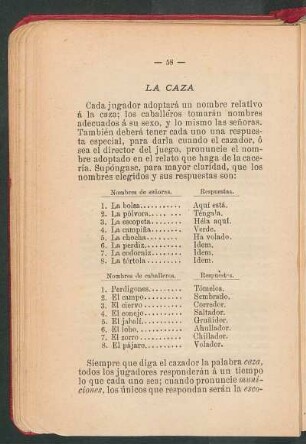 — 58 —
LA CAZA
Cada jugador adoptará un nombre relativo
á la caza; los caballeros tomarán nombres
adecuados á su sexo, y lo mismo las señoras.
También deberá tener cada uno una respues-
ta especial, para darla cuando el cazador, ó
sea el director del juego, pronuncie el nom-
bre adoptado en el relato que haga de la cace-
ría. Supóngase, para mayor claridad, que los
nombres elegidos y sus respuestas son:
Nombres de señoras. Respuestas.
1. La bolsa........... Aquí está.
2. La pólvora......... Téngala.
3. La escopeta........ Héla aquí.
4. La campiña........ Verde.
5. La chocha......... Ha volado.
6. La perdiz.......... Idem.
7. La codorniz........ Idem.
8. La tórtola.......... Idem.
Nombres de caballeros. Respuestas.
1. Perdigones......... Tómelos.
2. El campo.......... Sembrado.
3. El ciervo.......... Corredor.
4. El conejo.......... Saltador.
5. El jabalí........... Gruñidor.
6. El lobo............ Ahullador.
7. El zorro........... Chillador.
8. El pájaro.......... Volador.
Siempre que diga el cazador la palabra caza,
todos los jugadores responderán á un tiempo
lo que cada uno sea; cuando pronuncie muni-
ciones, los únicos que respondan serán la esco-